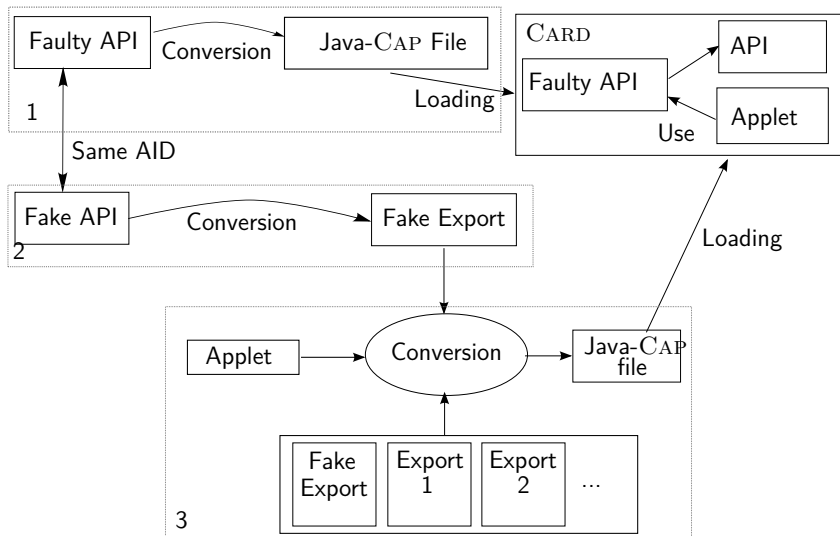 Faulty API
Conversion
Java-CAP File
1
Loading
CARD
Faulty API
API
Applet
Use
Same AID
Fake API
Conversion
Fake Export
2
Loading
Applet
Conversion
Java-CAP
file
Fake
Export
Export
1
Export
2
...
3